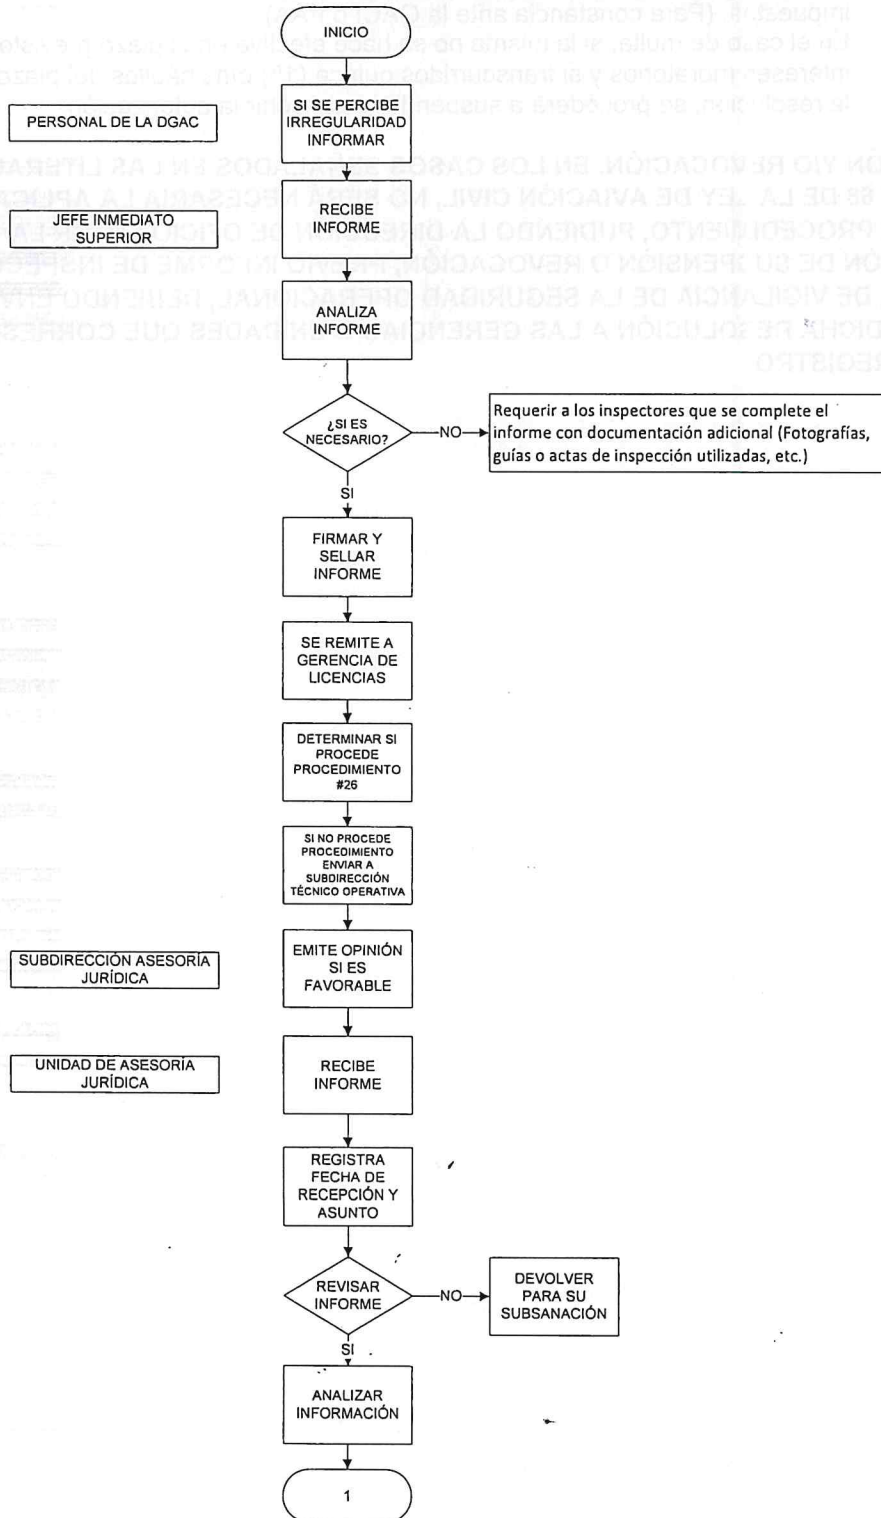 INICIO
PERSONAL DE LA DGAC
SI SE PERCIBE
IRREGULARIDAD
INFORMAR
JEFE INMEDIATO
SUPERIOR
RECIBE
INFORME
ANALIZA
INFORME
¿SI ES
NECESARIO?
NO
Requerir a los inspectores que se complete el
informe con documentación adicional (Fotografías,
guías o actas de inspección utilizadas, etc.)
SI
FIRMAR Y
SELLAR
INFORME
SE REMITE A
GERENCIA DE
LICENCIAS
DETERMINAR SI
PROCEDE
PROCEDIMIENTO
#26
SI NO PROCEDE
PROCEDIMIENTO
ENVIAR A
SUBDIRECCIÓN
TÉCNICO OPERATIVA
SUBDIRECCIÓN ASESORÍA
JURÍDICA
EMITE OPINIÓN
SI ES
FAVORABLE
UNIDAD DE ASESORÍA
JURÍDICA
RECIBE
INFORME
REGISTRA
FECHA DE
RECEPCIÓN Y
ASUNTO
REVISAR
INFORME
NO
DEVOLVER
PARA SU
SUBSANACIÓN
SI
ANALIZAR
INFORMACIÓN
1